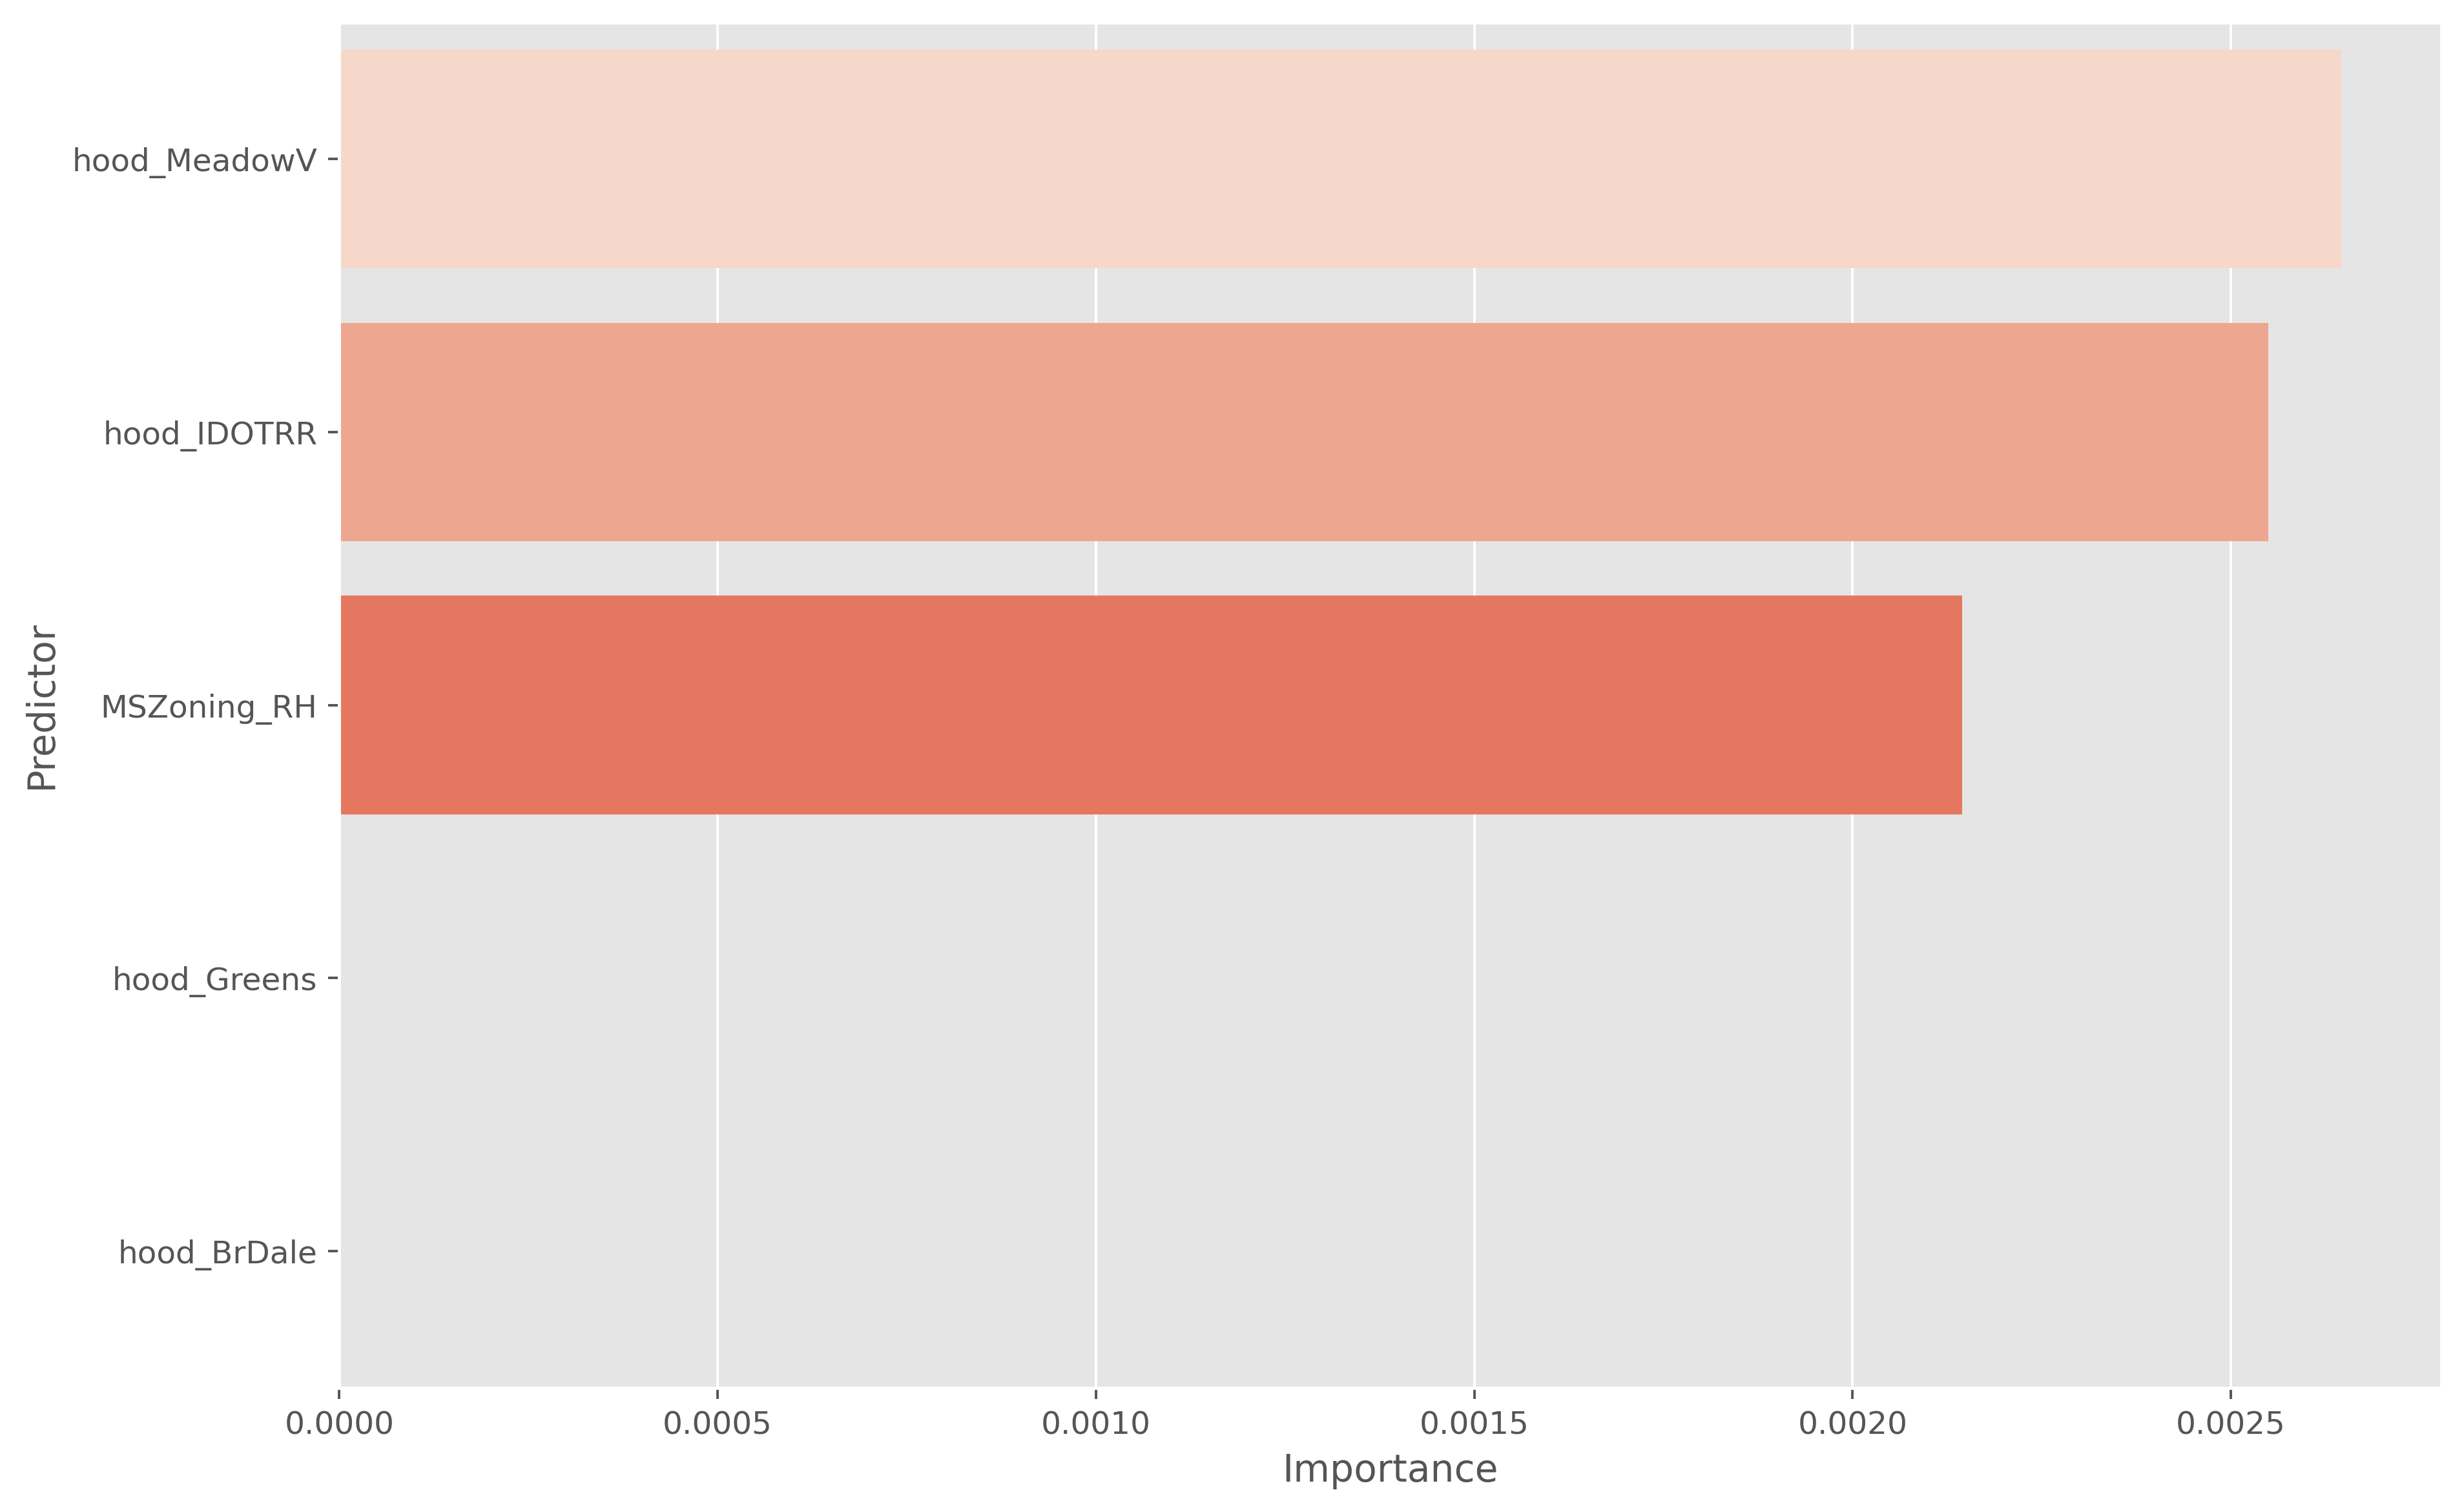 hood_MeadowV
hood_IDOTRR
MSZoning_RH
hood_Greens
hood_BrDale
Predictor
0.0000 0.0005 0.0010 0.0015 0.0020 0.0025
Importance